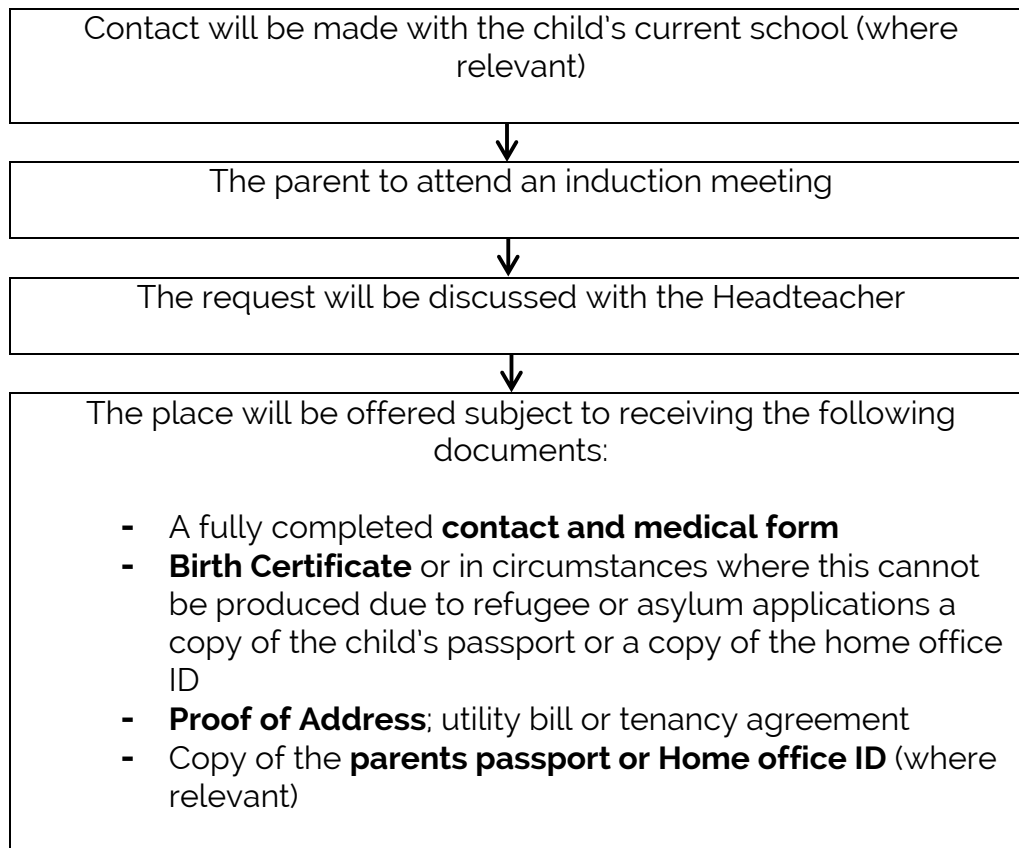 Contact will be made with the child’s current school (where
relevant)
The parent to attend an induction meeting
The request will be discussed with the Headteacher
The place will be offered subject to receiving the following
documents:
- A fully completed contact and medical form
- Birth Certificate or in circumstances where this cannot
be produced due to refugee or asylum applications a
copy of the child’s passport or a copy of the home office
ID
- Proof of Address; utility bill or tenancy agreement
- Copy of the parents passport or Home office ID (where
relevant)